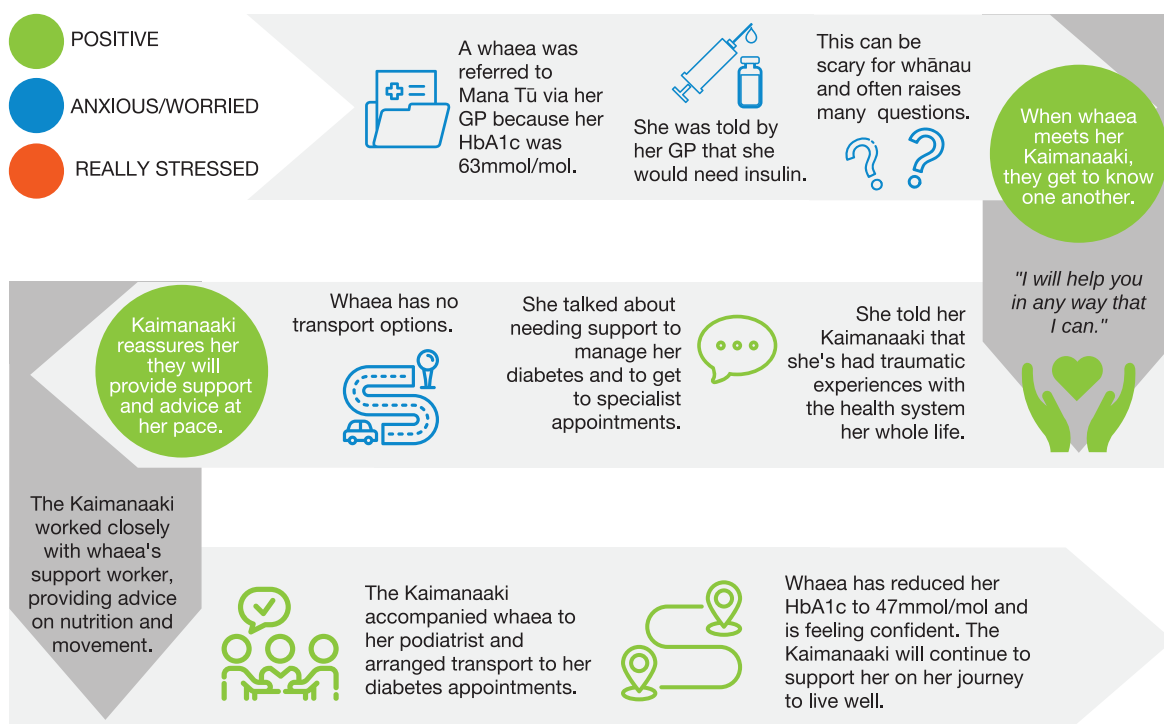 POSITIVE
ANXIOUS/WORRIED
REALLY STRESSED
A whaea was
referred to
Mana Tū via her
GP because her
HbA1c was
63mmol/mol.
She was told by
her GP that she
would need insulin.
This can be
scary for whānau
and often raises
many questions.
When whaea
meets her
Kaimanaaki,
they get to know
one another.
"I will help you
in any way that
I can."
She told her
Kaimanaaki that
she's had traumatic
experiences with
the health system
her whole life.
She talked about
needing support to
manage her
diabetes and to get
to specialist
appointments.
Whaea has no
transport options.
Kaimanaaki
reassures her
they will
provide support
and advice at
her pace.
The Kaimanaaki
worked closely
with whaea's
support worker,
providing advice
on nutrition and
movement.
The Kaimanaaki
accompanied whaea to
her podiatrist and
arranged transport to her
diabetes appointments.
Whaea has reduced her
HbA1c to 47mmol/mol and
is feeling confident. The
Kaimanaaki will continue to
support her on her journey
to live well.